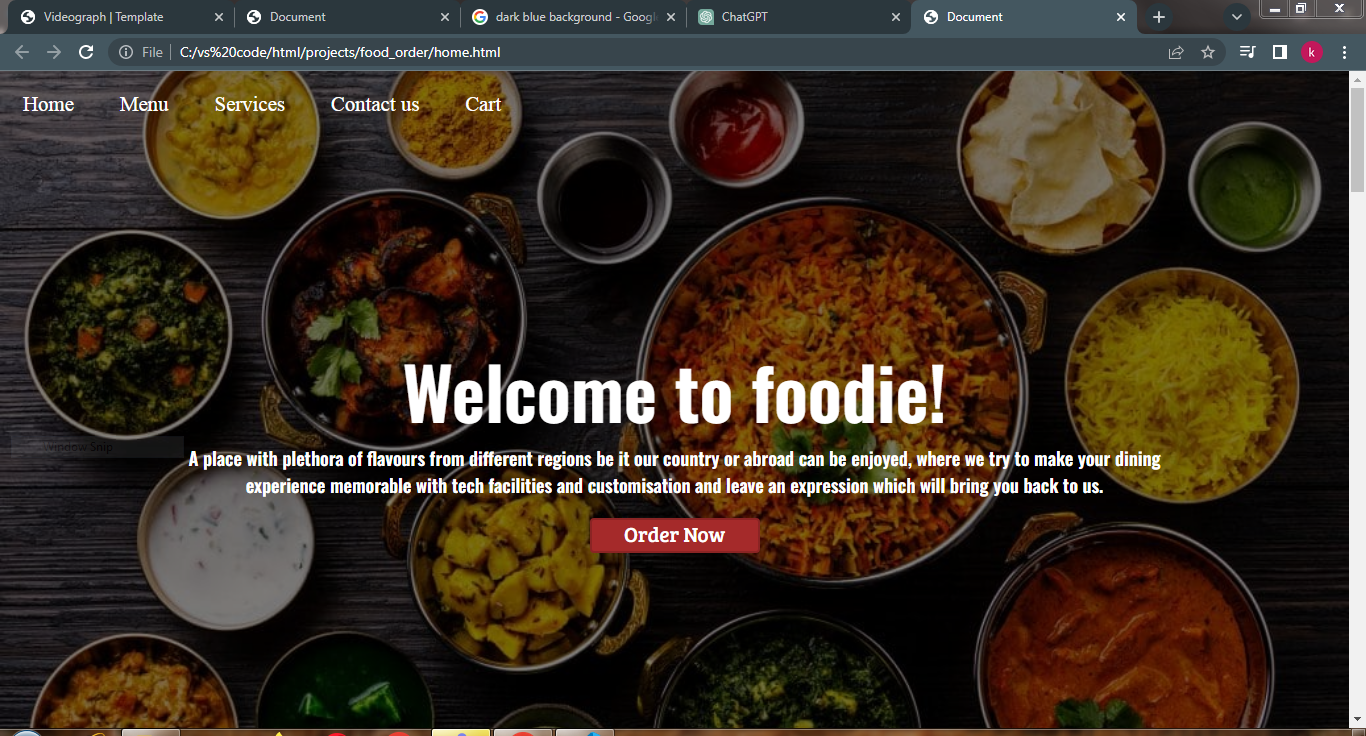 Videograph | Template
Document
dark blue background - Googl
ChatGPT
Document
File
C:/vs%20code/html/projects/food_order/home.html
k
Home
Menu
Services
Contact us
Cart
Welcome to foodie!
Window Snip
A place with plethora of flavours from different regions be it our country or abroad can be enjoyed, where we try to make your dining
experience memorable with tech facilities and customisation and leave an expression which will bring you back to us.
Order Now